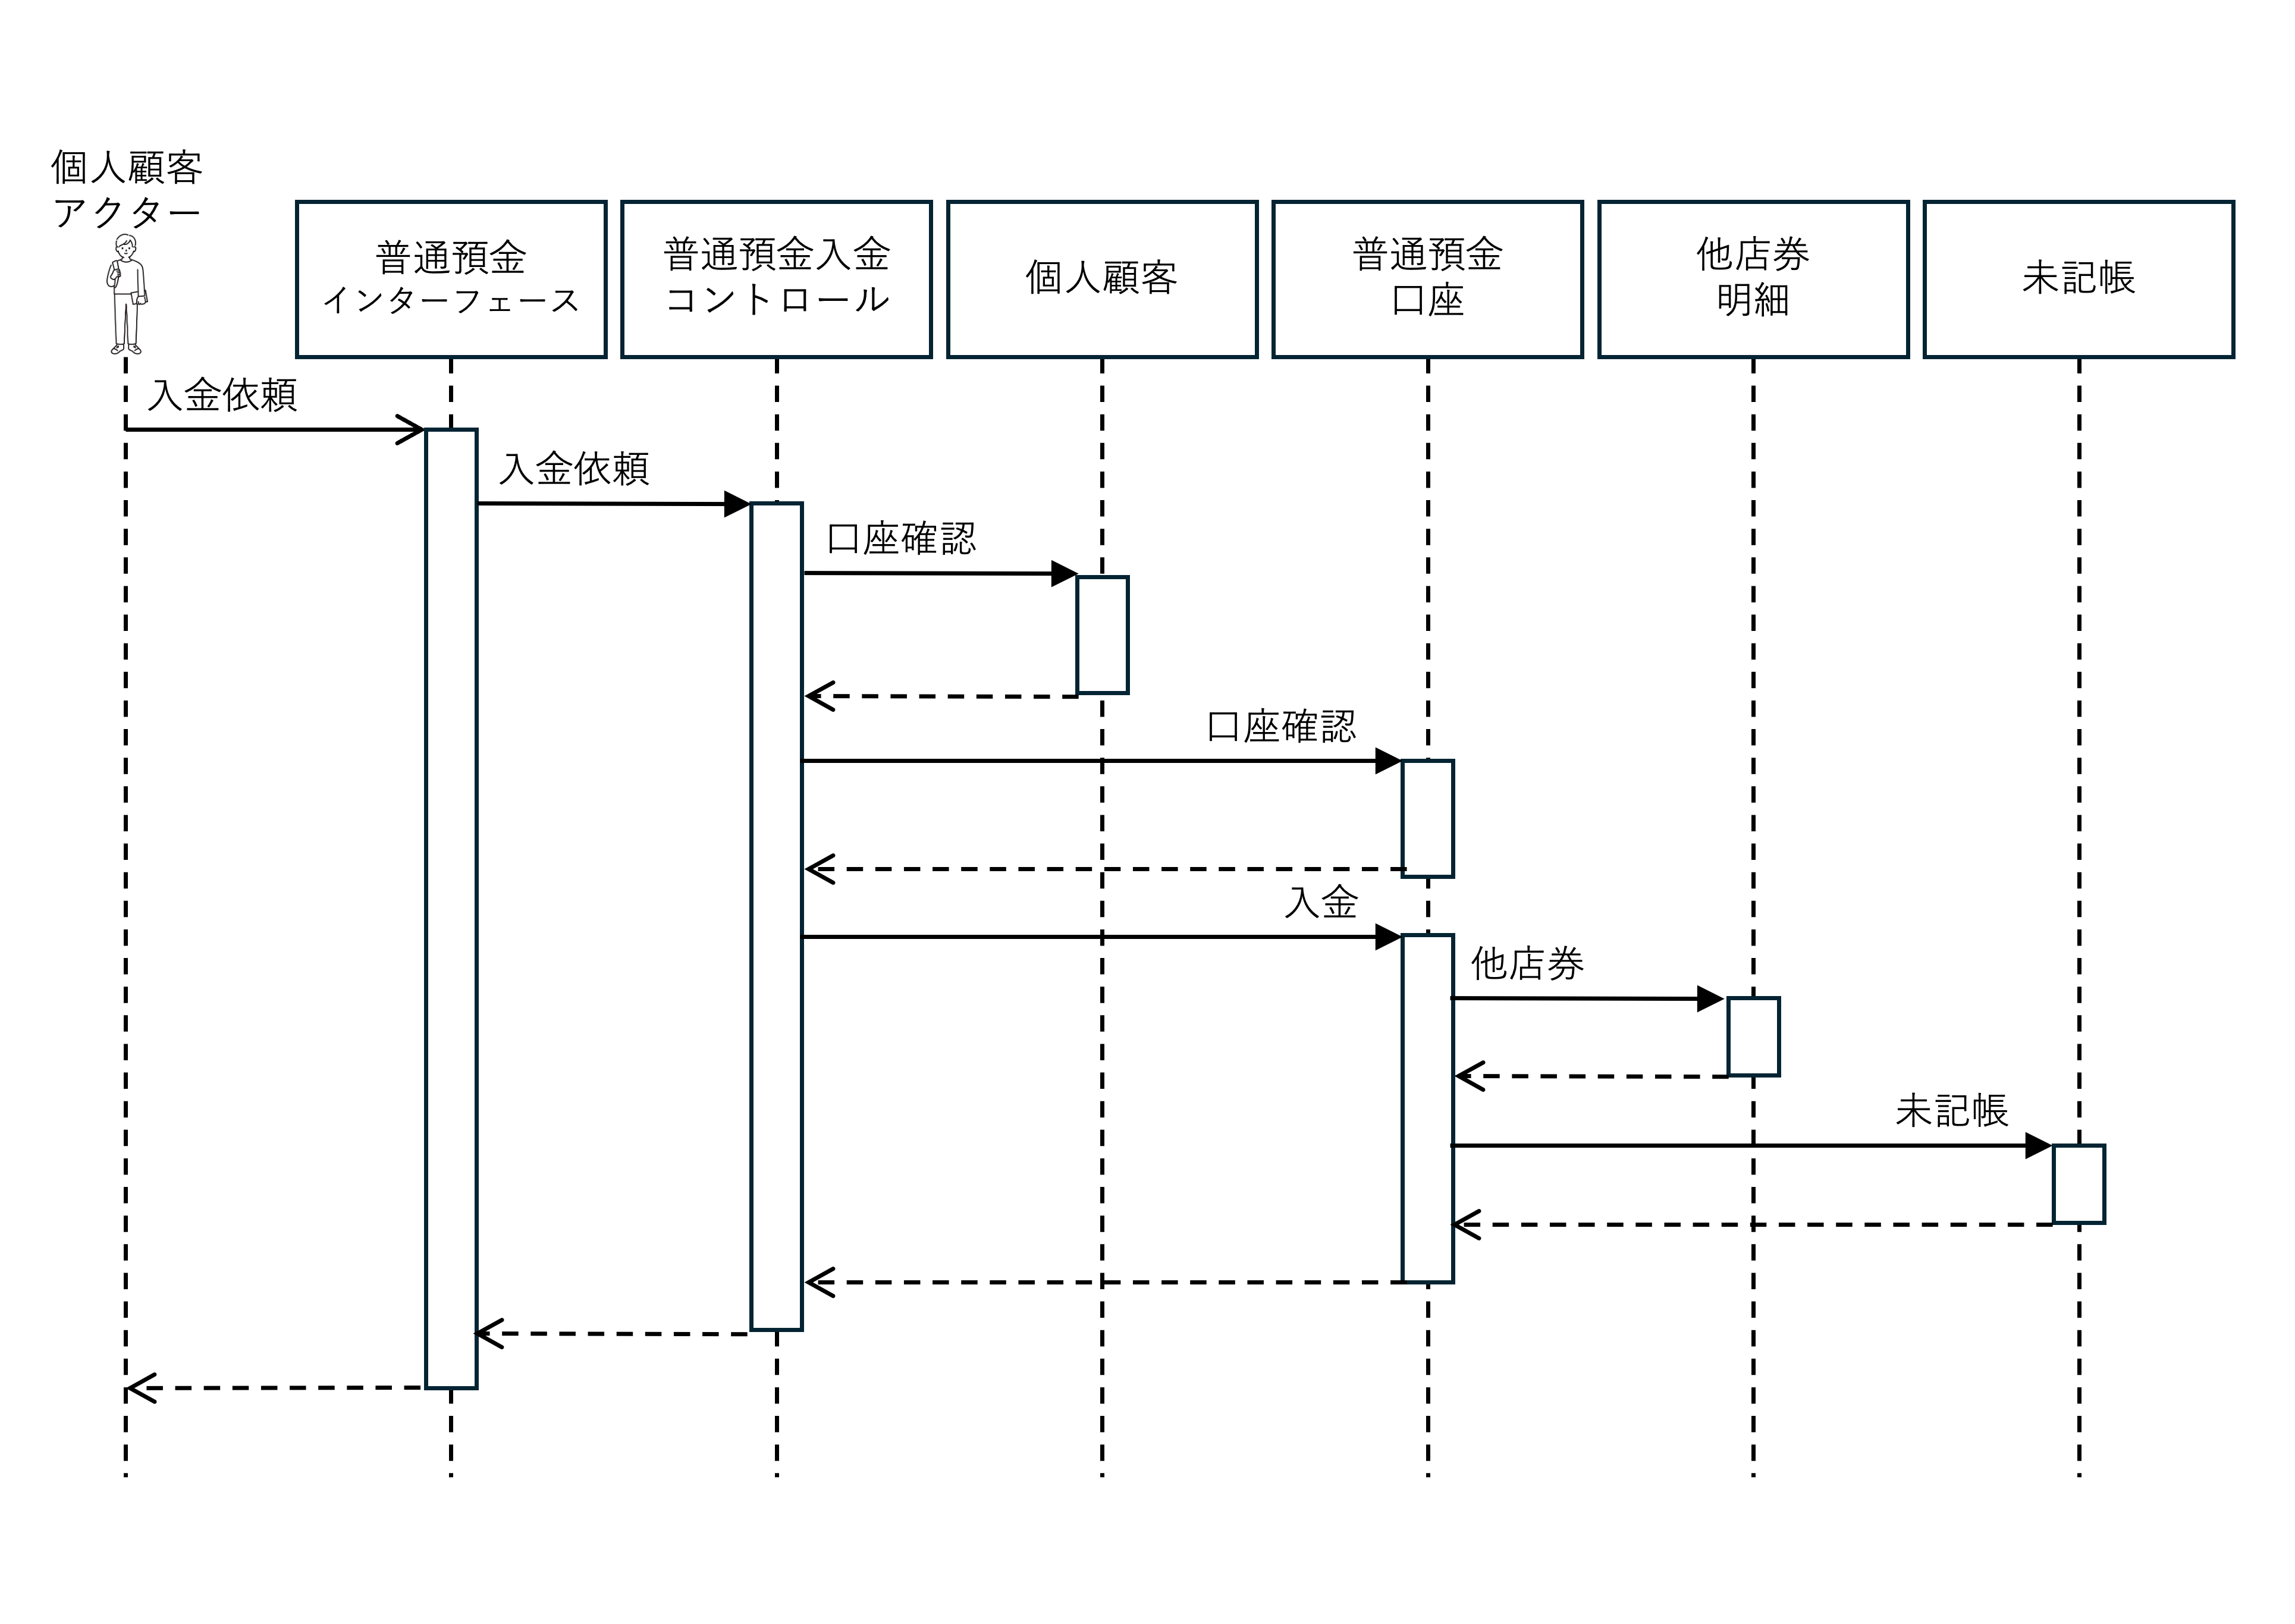 個人顧客
アクター
普通預金
インターフェース
普通預金入金
コントロール
個人顧客
普通預金
口座
他店券
明細
未記帳
入金依頼
入金依頼
口座確認
口座確認
入金
他店券
未記帳